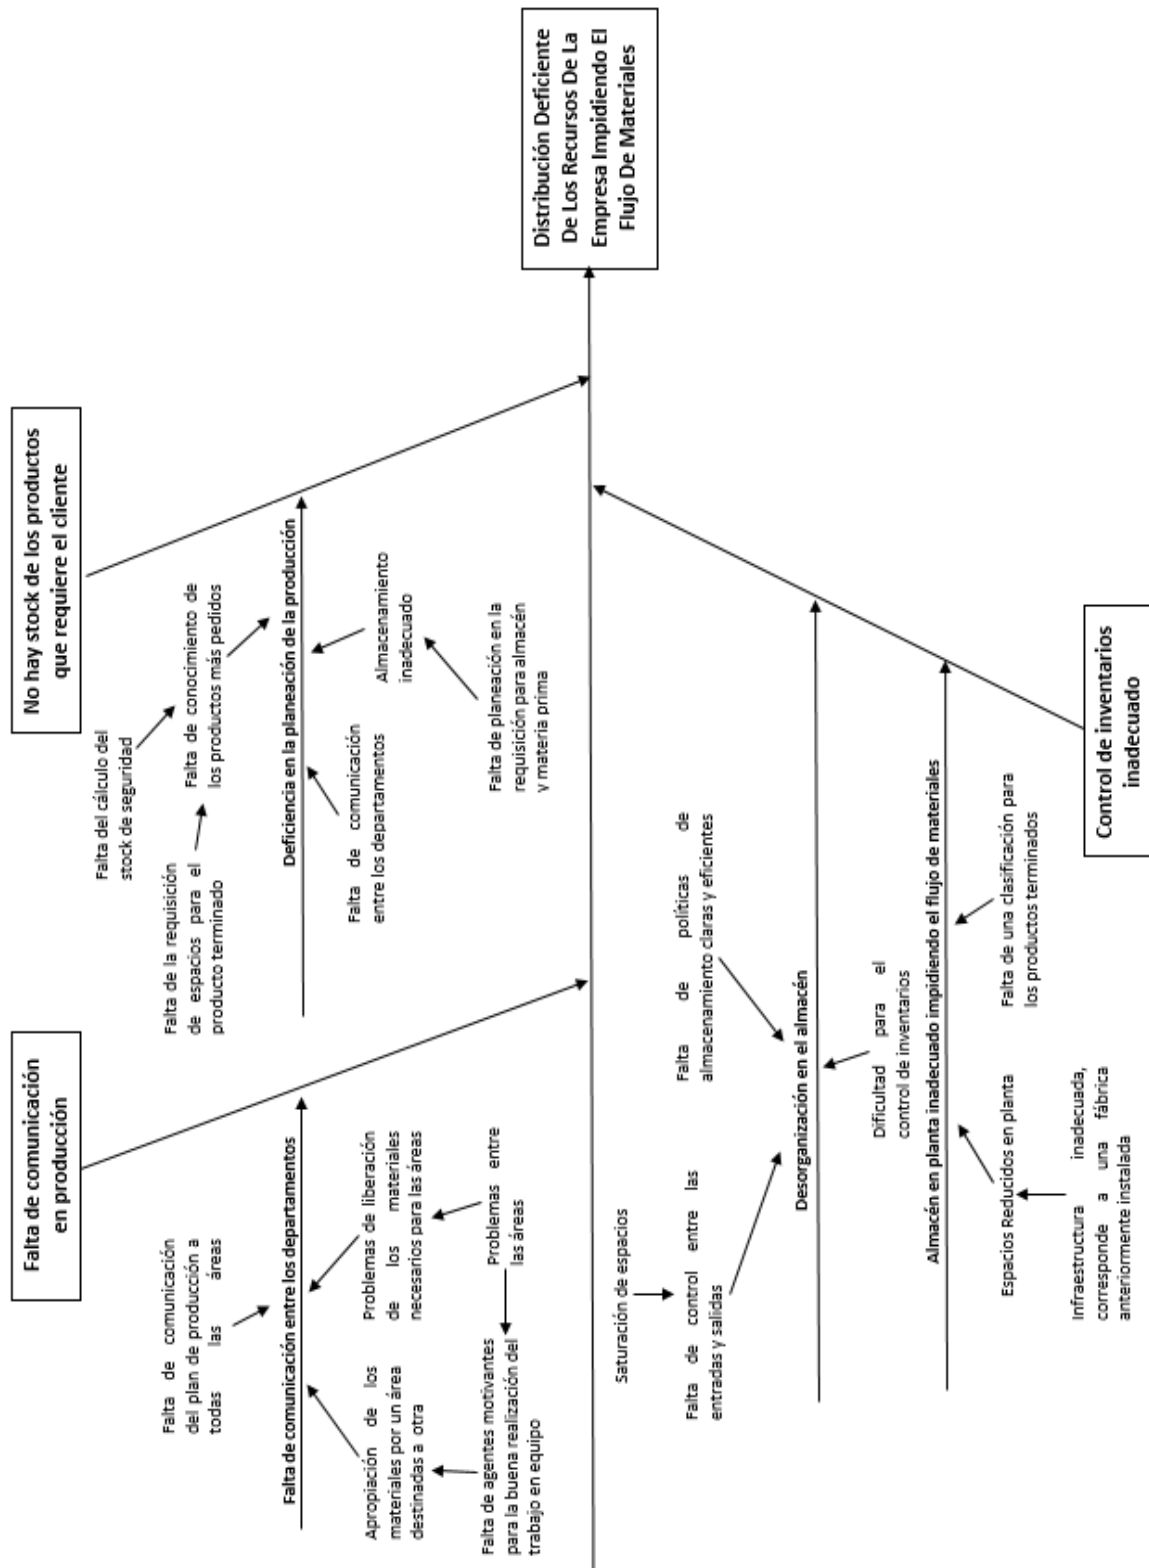 Falta de comunicación
en producción
No hay stock de los productos
que requiere el cliente
Falta de comunicación
del plan de producción a
todas las áreas
Falta de comunicación entre los departamentos
Apropiación de los
materiales por un área
destinadas a otra
Problemas de liberación
de los materiales
necesarios para las áreas
Falta de agentes motivantes
para la buena realización del
trabajo en equipo
Problemas entre
las áreas
Falta del cálculo del
stock de seguridad
Falta de la requisición
de espacios para el
producto terminado
Falta de conocimiento de
los productos más pedidos
Deficiencia en la planeación de la producción
Falta de comunicación
entre los departamentos
Almacenamiento
inadecuado
Falta de planeación en la
requisición para almacén
y materia prima
Distribución Deficiente
De Los Recursos De La
Empresa Impidiendo El
Flujo De Materiales
Saturación de espacios
Falta de control entre las
entradas y salidas
Falta de políticas de
almacenamiento claras y eficientes
Desorganización en el almacén
Dificultad para el
control de inventarios
Almacén en planta inadecuado impidiendo el flujo de materiales
Espacios Reducidos en planta
Falta de una clasificación para
los productos terminados
Infraestructura inadecuada,
corresponde a una fábrica
anteriormente instalada
Control de inventarios
inadecuado